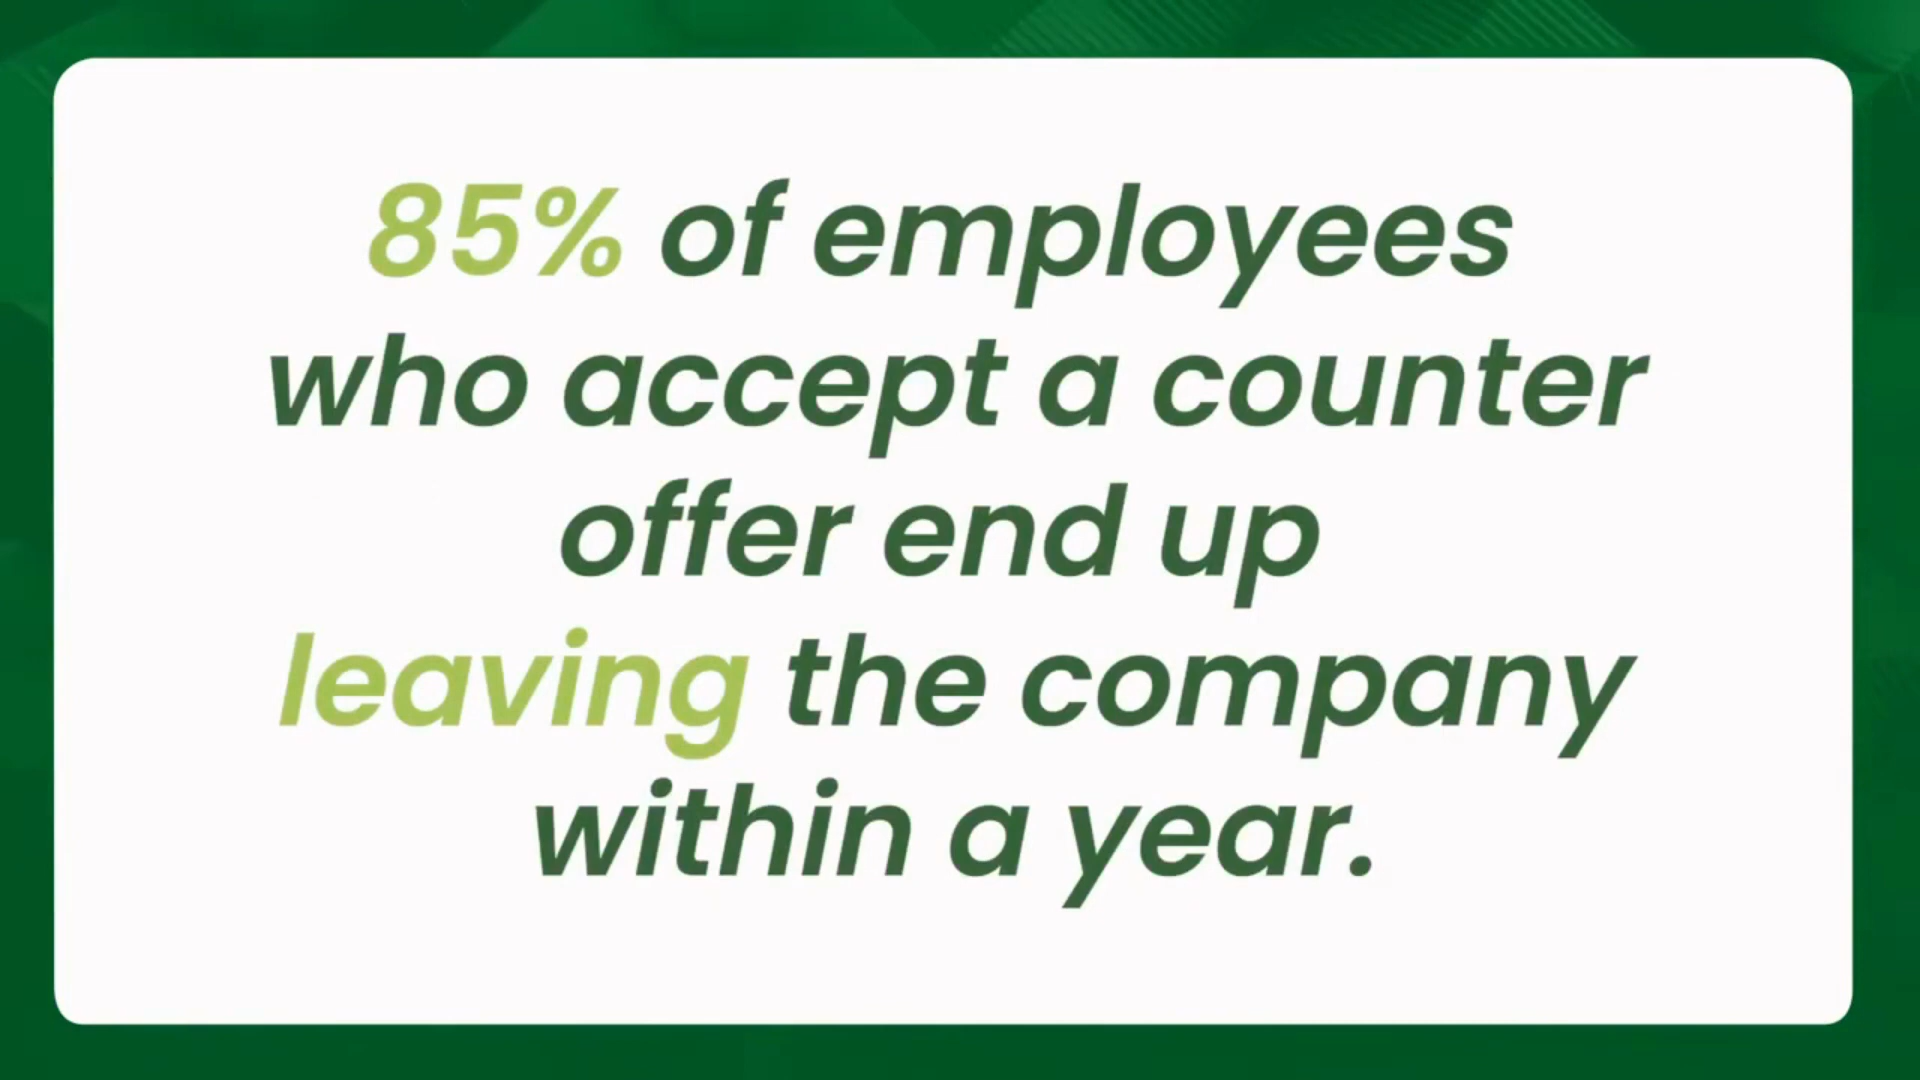 85% of employees
who accept a counter
offer end up
leaving the company
within a year.